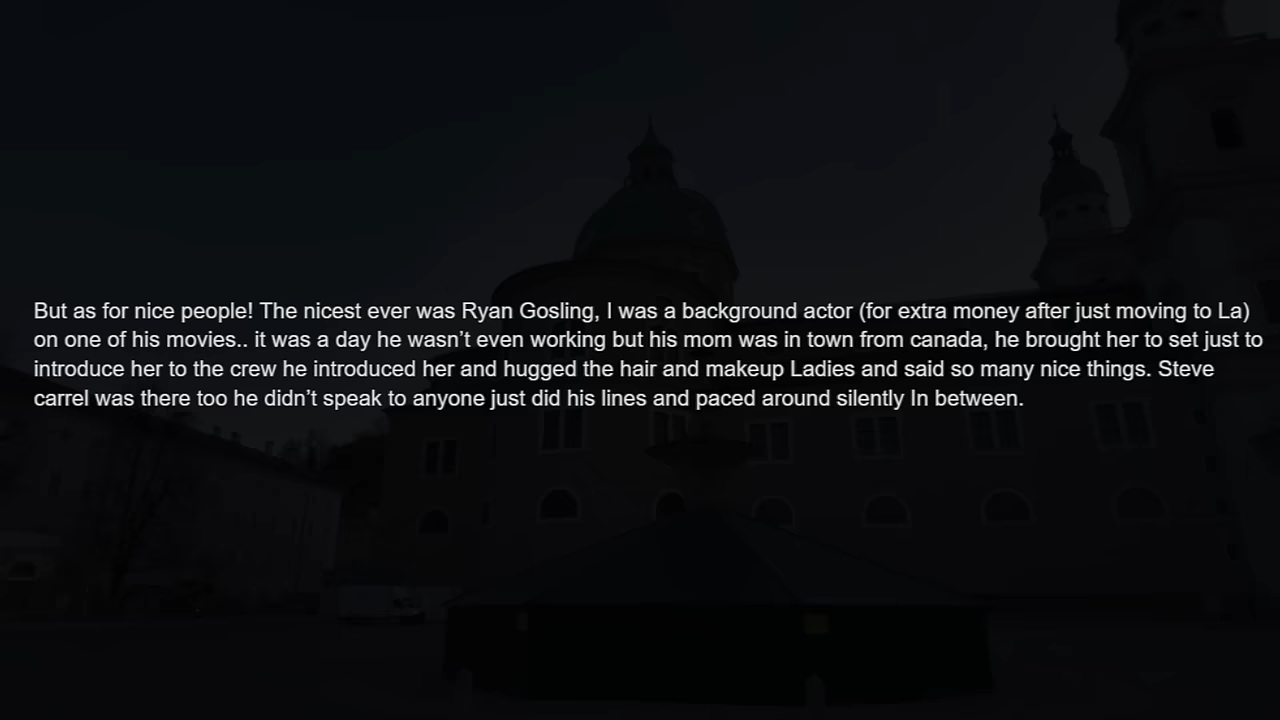 But as for nice people! The nicest ever was Ryan Gosling, I was a background actor (for extra money after just moving to La)
on one of his movies.. it was a day he wasn’t even working but his mom was in town from canada, he brought her to set just to
introduce her to the crew he introduced her and hugged the hair and makeup Ladies and said so many nice things. Steve
carrel was there too he didn’t speak to anyone just did his lines and paced around silently In between.